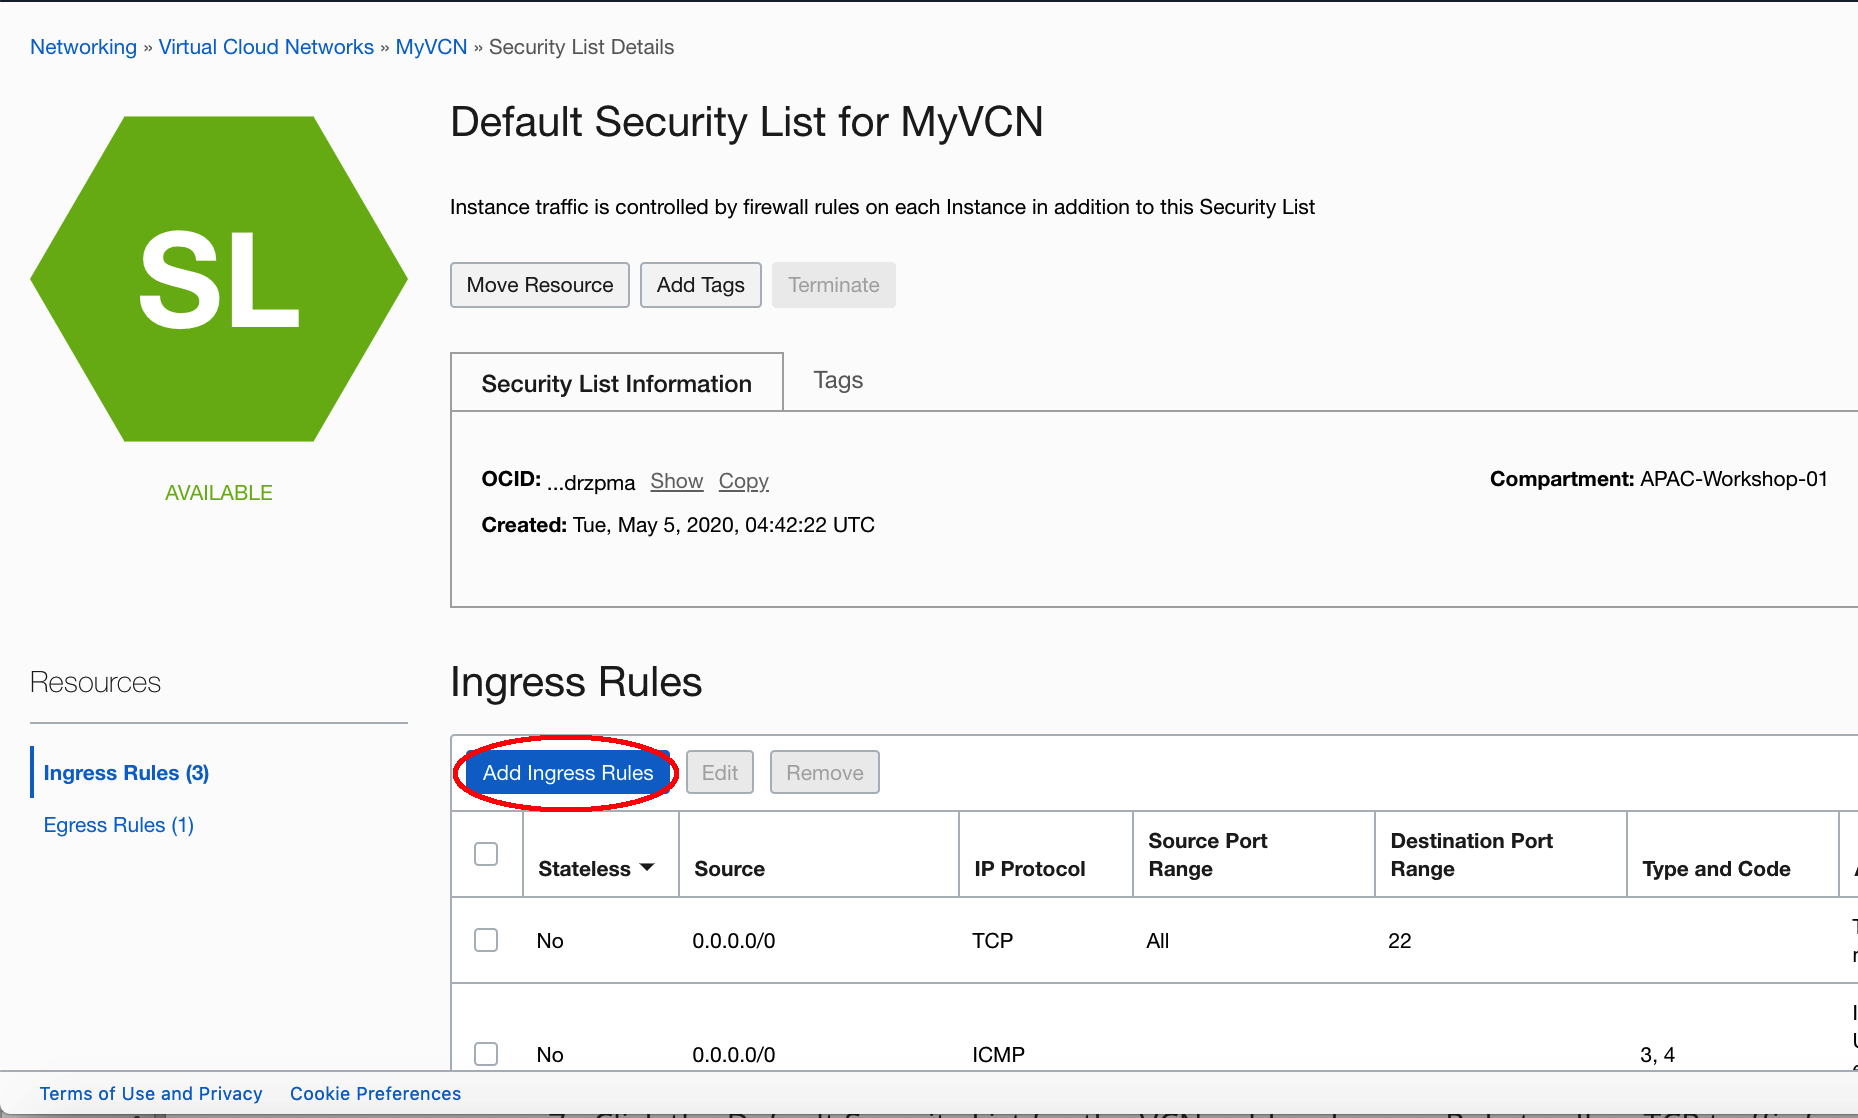 Networking » Virtual Cloud Networks » MyVCN » Security List Details
SL
AVAILABLE
Default Security List for MyVCN
Instance traffic is controlled by firewall rules on each Instance in addition to this Security List
Move Resource Add Tags Terminate
Security List Information Tags
OCID: ...drzpma Show Copy Compartment: APAC-Workshop-01
Created: Tue, May 5, 2020, 04:42:22 UTC
Resources
Ingress Rules (3)
Egress Rules (1)
Ingress Rules
Add Ingress Rules Edit Remove
Stateless Source IP Protocol Source Port Range Destination Port Range Type and Code
No 0.0.0.0/0 TCP All 22
No 0.0.0.0/0 ICMP 3, 4
Terms of Use and Privacy Cookie Preferences